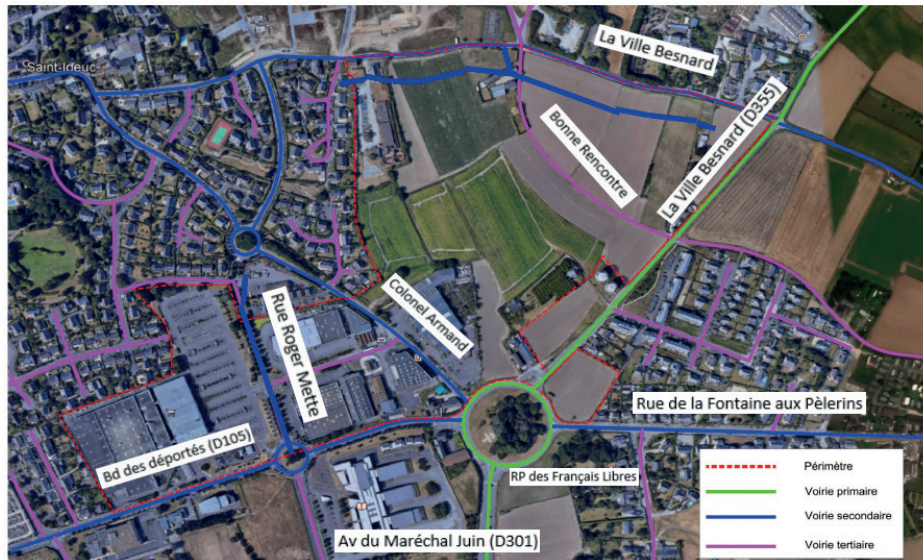 La Ville Besnard
Saint-Ideuc
Bonne Rencontre
La Ville Besnard (D355)
Colonel Armand
Rue Roger Mette
Bd des déportés (D105)
Rue de la Fontaine aux Pèlerins
RP des Français Libres
Av du Maréchal Juin (D301)
Périmètre
Voirie primaire
Voirie secondaire
Voirie tertiaire